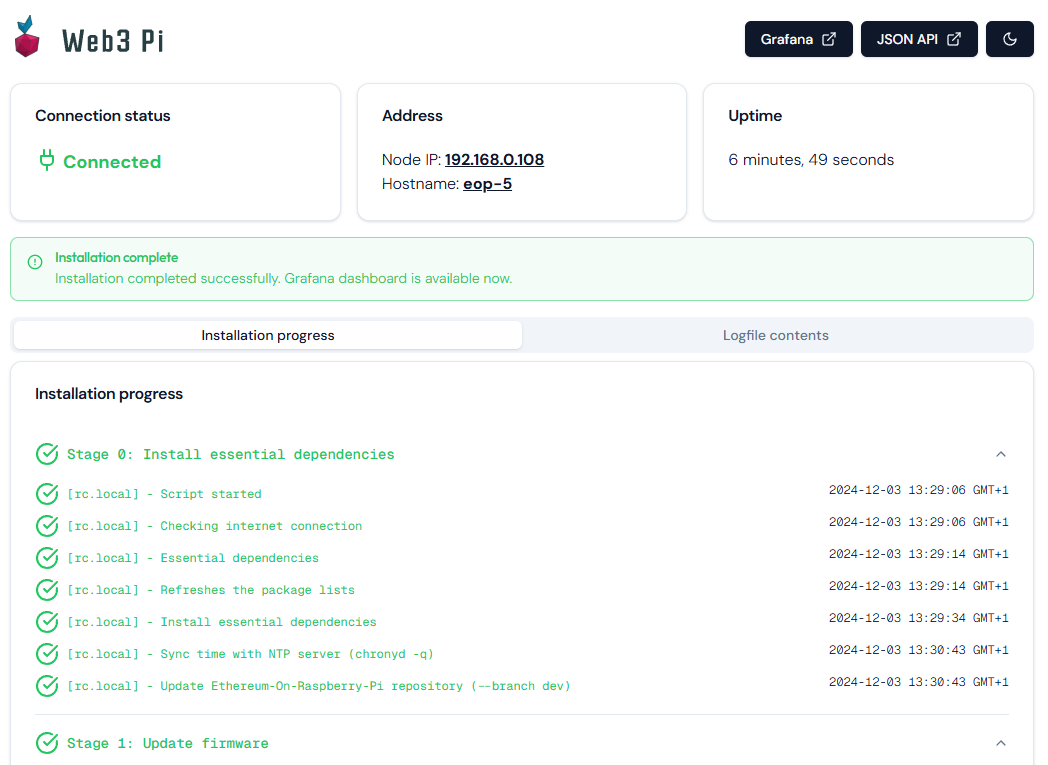 Web3 Pi
Grafana
JSON API
Connection status
Connected
Address
Node IP: 192.168.0.108
Hostname: eop-5
Uptime
6 minutes, 49 seconds
Installation complete
Installation completed successfully. Grafana dashboard is available now.
Installation progress
Logfile contents
Installation progress
Stage 0: Install essential dependencies
[rc.local] - Script started 2024-12-03 13:29:06 GMT+1
[rc.local] - Checking internet connection 2024-12-03 13:29:06 GMT+1
[rc.local] - Essential dependencies 2024-12-03 13:29:14 GMT+1
[rc.local] - Refreshes the package lists 2024-12-03 13:29:14 GMT+1
[rc.local] - Install essential dependencies 2024-12-03 13:29:34 GMT+1
[rc.local] - Sync time with NTP server (chronyd -q) 2024-12-03 13:30:43 GMT+1
[rc.local] - Update Ethereum-On-Raspberry-Pi repository (--branch dev) 2024-12-03 13:30:43 GMT+1
Stage 1: Update firmware